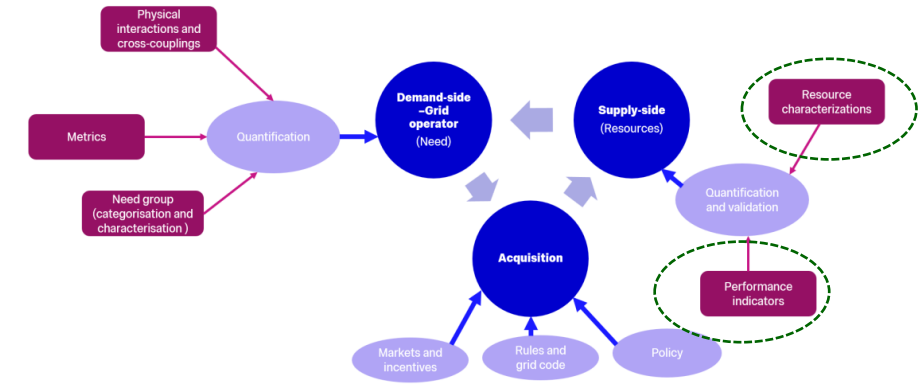 Physical
interactions and
cross-couplings
Metrics
Need group
(categorisation and
characterisation )
Quantification
Demand-side
–Grid
operator
(Need)
Supply-side
(Resources)
Resource
characterizations
Quantification
and validation
Performance
indicators
Acquisition
Markets and
incentives
Rules and
grid code
Policy